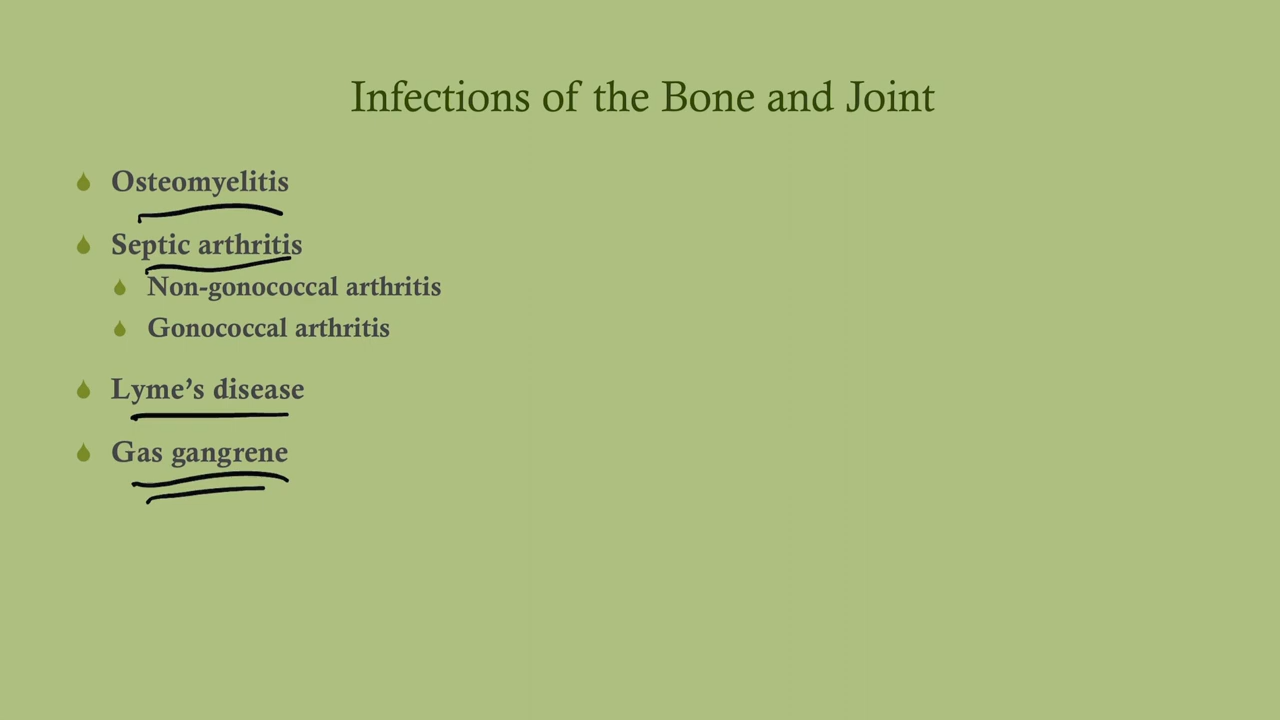 Infections of the Bone and Joint
Osteomyelitis
Septic arthritis
Non-gonococcal arthritis
Gonococcal arthritis
Lyme’s disease
Gas gangrene